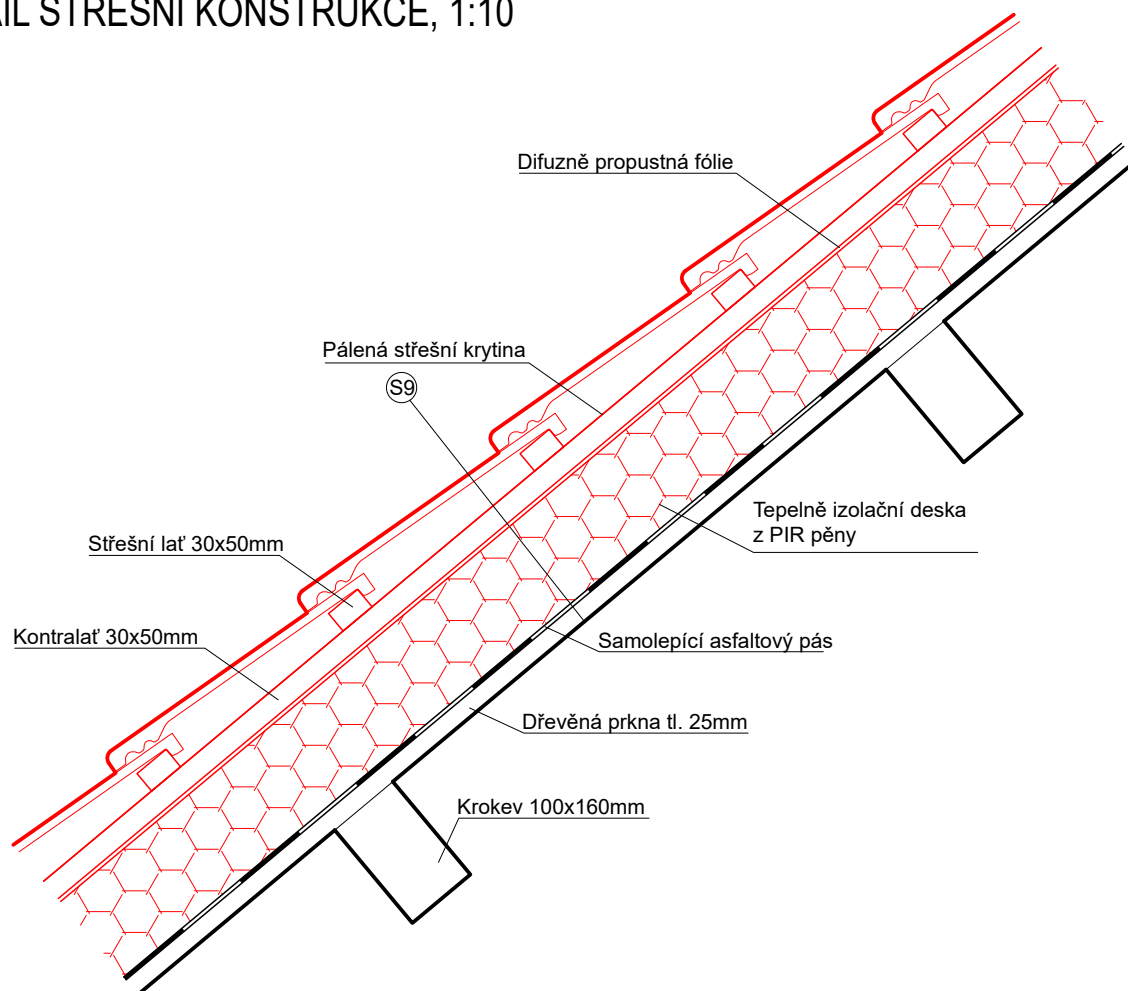 STŘEŠNÍ KONSTRUKCE, 1:10
Difuzně propustná fólie
Pálená střešní krytina
S9
Střešní lať 30x50mm
Kontralať 30x50mm
Tepelně izolační deska
z PIR pěny
Samolepící asfaltový pás
Dřevěná prkna tl. 25mm
Krokev 100x160mm